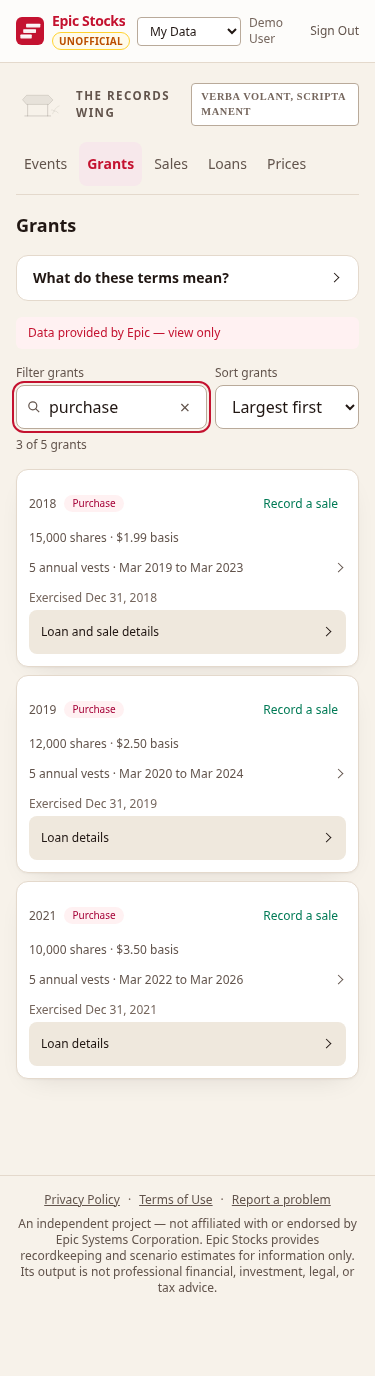 Epic Stocks
UNOFFICIAL
My Data
Demo
User
Sign Out
THE RECORDS
WING
VERBA VOLANT, SCRIPTA
MANENT
Events Grants Sales Loans Prices
Grants
What do these terms mean?
Data provided by Epic — view only
Filter grants
Sort grants
purchase ×
Largest first
3 of 5 grants
2018 Purchase Record a sale
15,000 shares · $1.99 basis
5 annual vests · Mar 2019 to Mar 2023
Exercised Dec 31, 2018
Loan and sale details
2019 Purchase Record a sale
12,000 shares · $2.50 basis
5 annual vests · Mar 2020 to Mar 2024
Exercised Dec 31, 2019
Loan details
2021 Purchase Record a sale
10,000 shares · $3.50 basis
5 annual vests · Mar 2022 to Mar 2026
Exercised Dec 31, 2021
Loan details
Privacy Policy · Terms of Use · Report a problem
An independent project — not affiliated with or endorsed by
Epic Systems Corporation. Epic Stocks provides
recordkeeping and scenario estimates for information only.
Its output is not professional financial, investment, legal, or
tax advice.